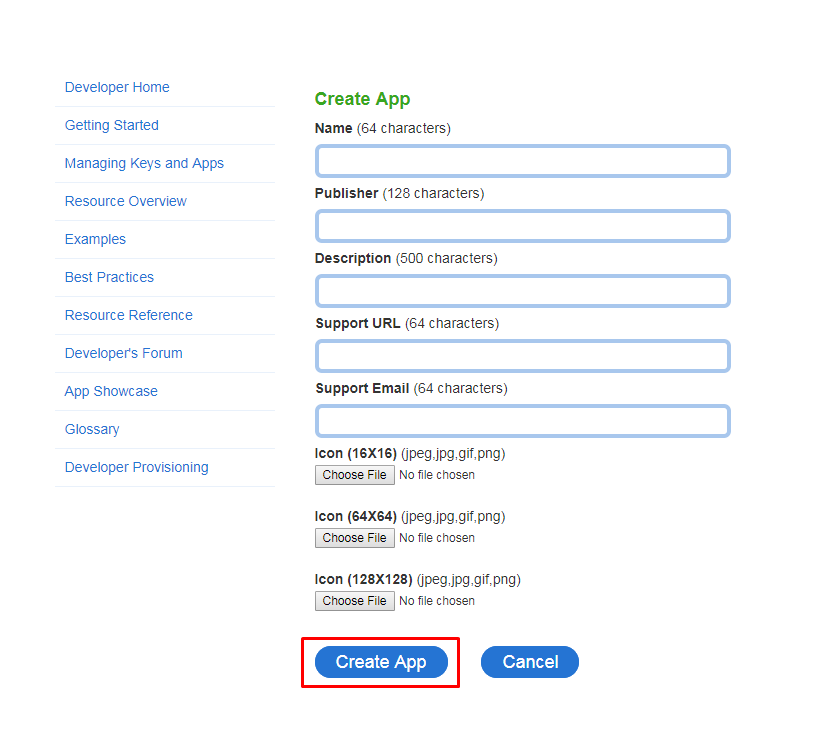 Developer Home
Getting Started
Managing Keys and Apps
Resource Overview
Examples
Best Practices
Resource Reference
Developer's Forum
App Showcase
Glossary
Developer Provisioning
Create App
Name (64 characters)
Publisher (128 characters)
Description (500 characters)
Support URL (64 characters)
Support Email (64 characters)
Icon (16X16) (jpeg,jpg,gif,png)
Choose File No file chosen
Icon (64X64) (jpeg,jpg,gif,png)
Choose File No file chosen
Icon (128X128) (jpeg,jpg,gif,png)
Choose File No file chosen
Create App Cancel